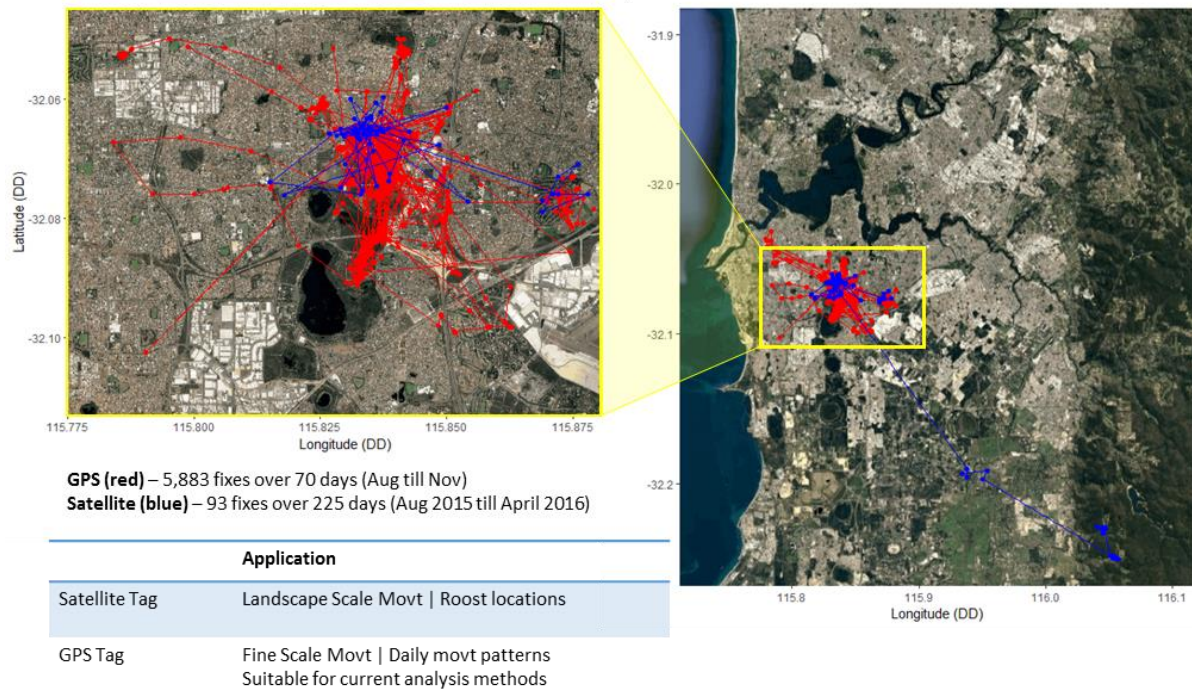 -32.06
-32.08
-32.10
Latitude (DD)
115.775
115.800
115.825
115.850
115.875
Longitude (DD)
-31.9
-32.0
-32.1
-32.2
115.8
115.9
116.0
116.1
Longitude (DD)
GPS (red) – 5,883 fixes over 70 days (Aug till Nov)
Satellite (blue) – 93 fixes over 225 days (Aug 2015 till April 2016)
Application
Satellite Tag Landscape Scale Movt | Roost locations
GPS Tag Fine Scale Movt | Daily movt patterns
Suitable for current analysis methods